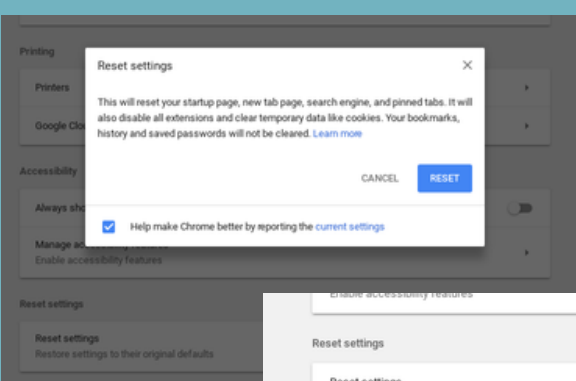 Printing
Reset settings
Printers
This will reset your startup page, new tab page, search engine, and pinned tabs. It will
also disable all extensions and clear temporary data like cookies. Your bookmarks,
history and saved passwords will not be cleared. Learn more
Google Clo
Accessibility
CANCEL RESET
Always sho
Help make Chrome better by reporting the current settings
Manage accessibility features
Enable accessibility features
Reset settings
Reset settings
Restore settings to their original defaults
Enable accessibility features
Reset settings
Reset settings